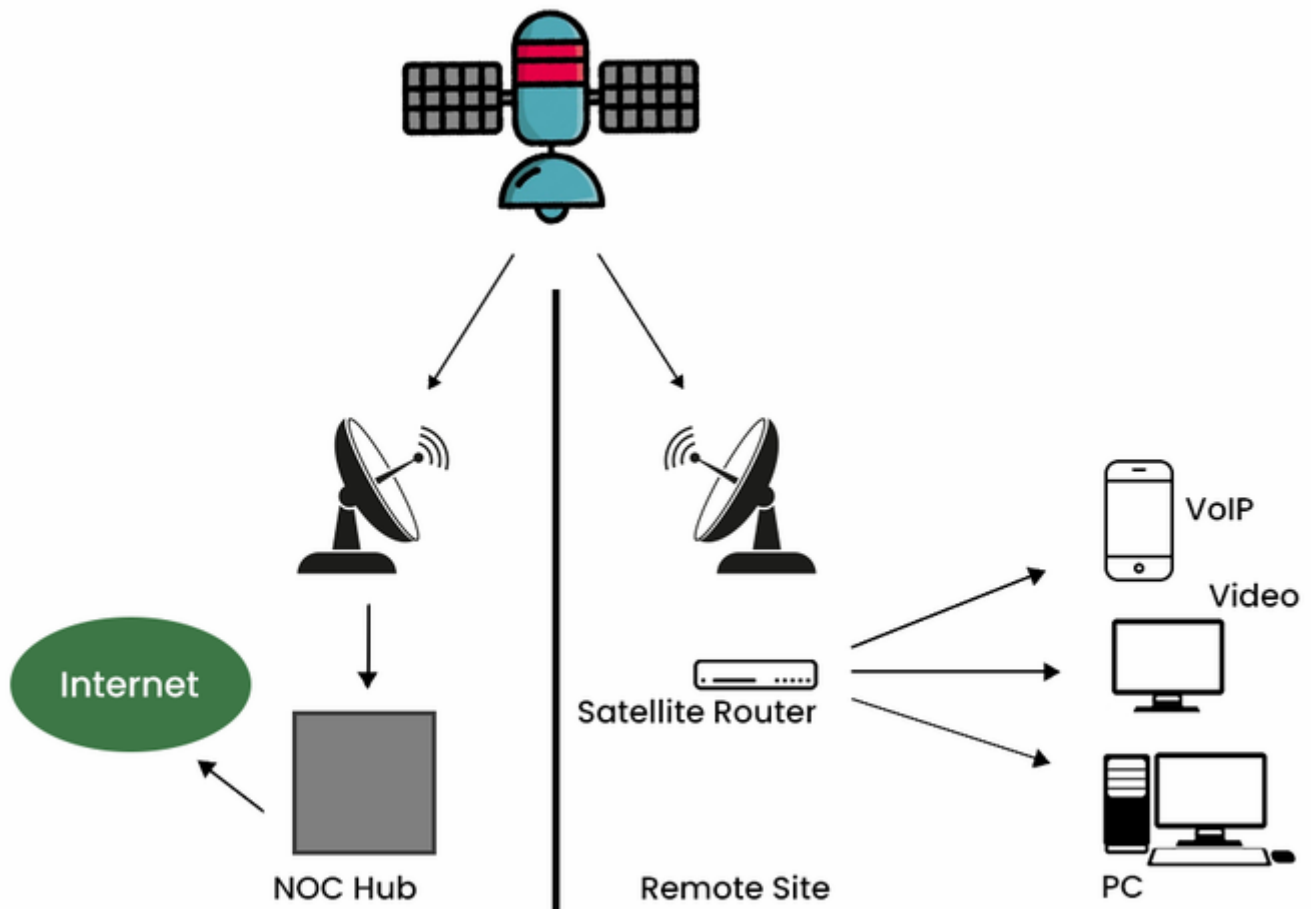 VoIP
Video
Internet
Satellite Router
NOC Hub
Remote Site
PC